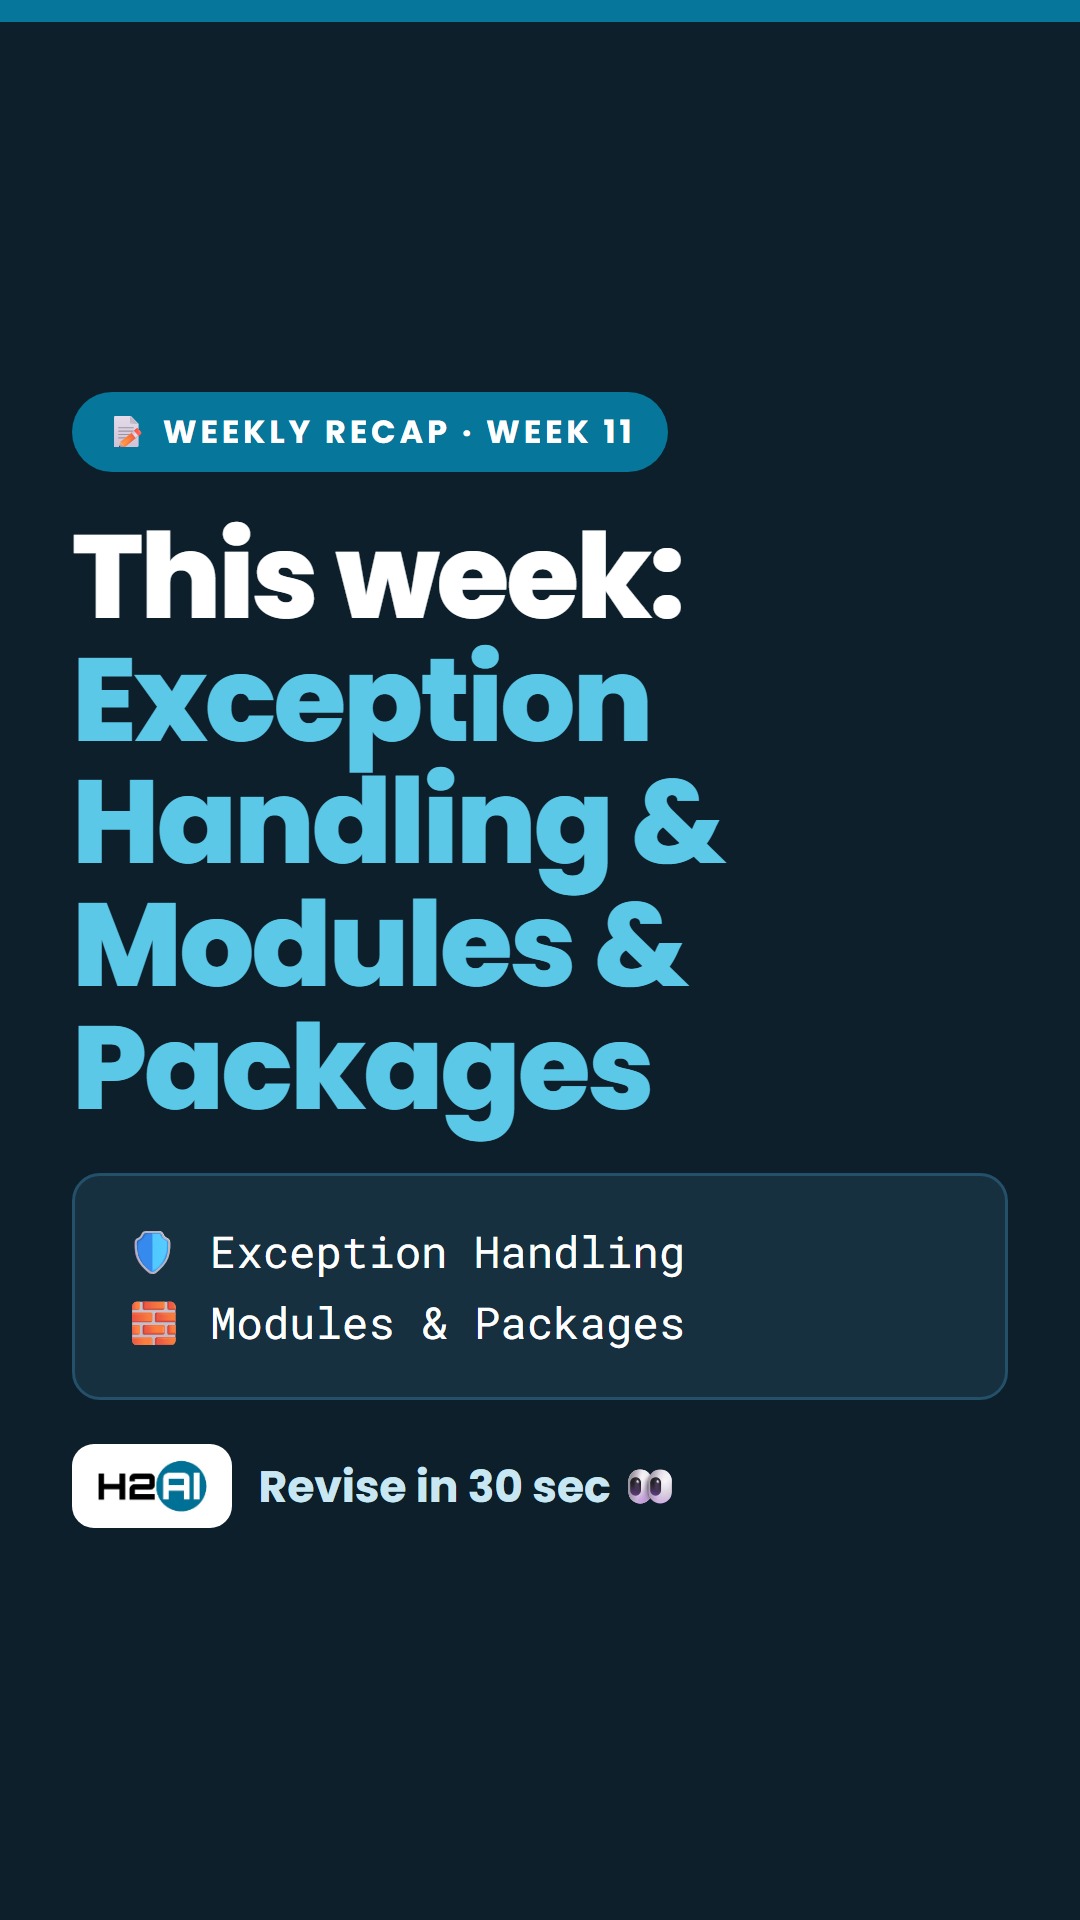 WEEKLY RECAP · WEEK 11
This week:
Exception
Handling &
Modules &
Packages
Exception Handling
Modules & Packages
H2AI
Revise in 30 sec